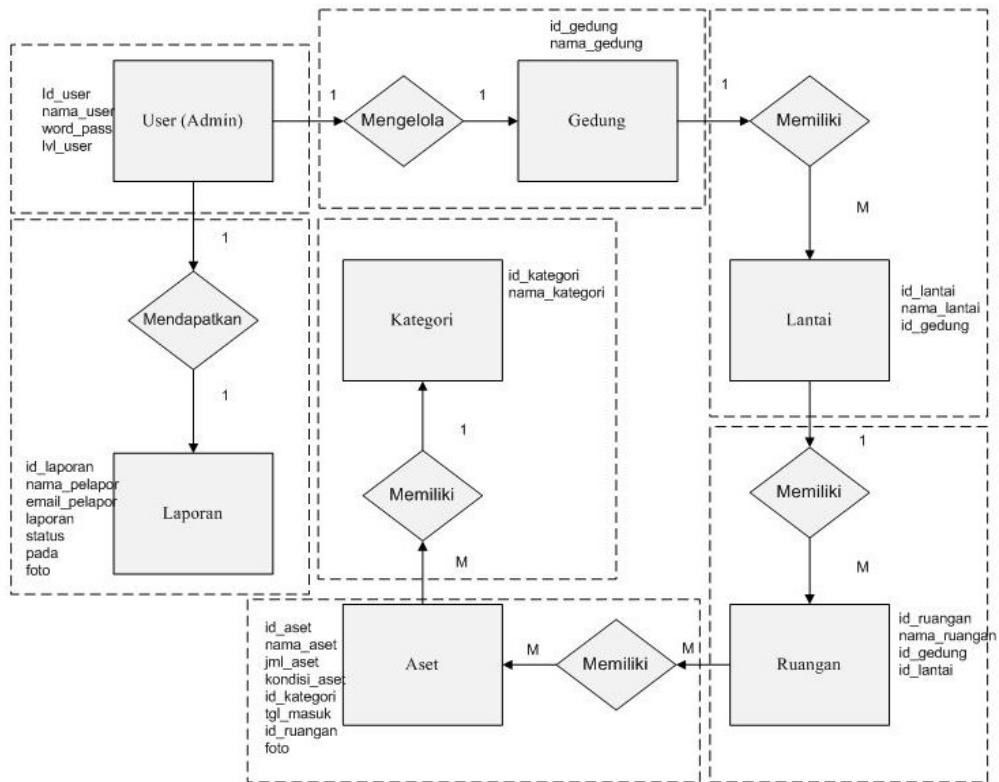 Id_user
nama_user
word_pass
lvl_user
User (Admin)
1
Mengelola
1
id_gedung
nama_gedung
Gedung
1
Memiliki
M
Lantai
id_lantai
nama_lantai
id_gedung
1
Mendapatkan
1
id_laporan
nama_pelapor
email_pelapor
laporan
status
pada
foto
Laporan
id_kategori
nama_kategori
Kategori
1
Memiliki
M
1
Memiliki
M
id_ruangan
nama_ruangan
id_gedung
id_lantai
Ruangan
M
Memiliki
M
id_aset
nama_aset
jml_aset
kondisi_aset
id_kategori
tgl_masuk
id_ruangan
foto
Aset